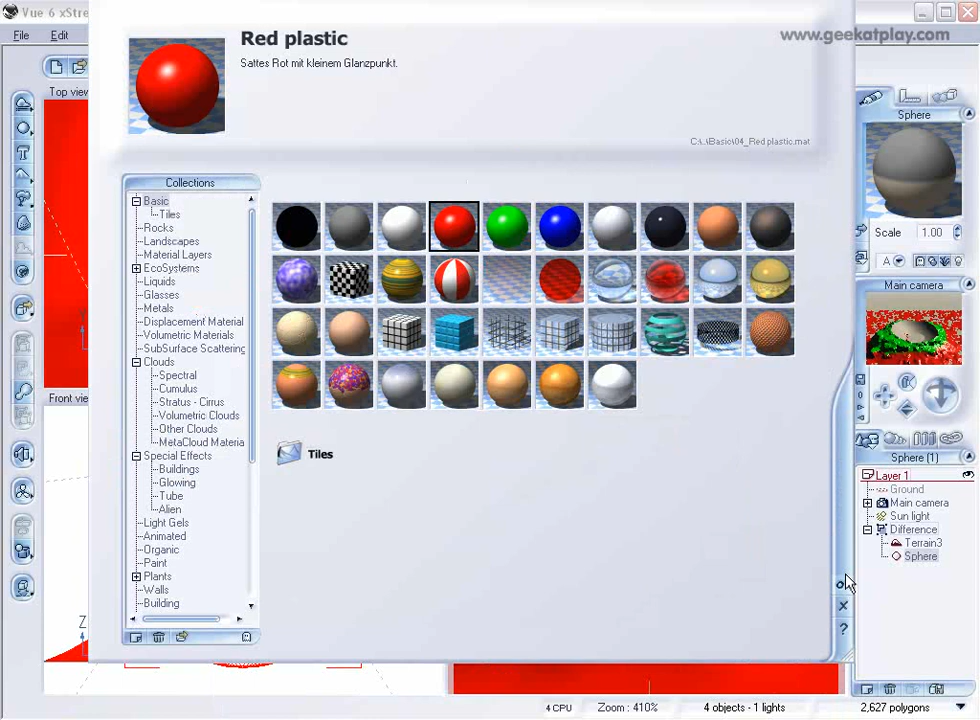 Vue 6 xStre
www.geekatplay.com
File Edit
Red plastic
Sattes Rot mit kleinem Glanzpunkt.
C:\..\Basic\04_Red plastic.mat
Top view
Front view
Z
Collections
Basic
Tiles
Rocks
Landscapes
Material Layers
EcoSystems
Liquids
Glasses
Metals
Displacement Material
Volumetric Materials
SubSurface Scattering
Clouds
Spectral
Cumulus
Stratus - Cirrus
Volumetric Clouds
Other Clouds
MetaCloud Materia
Special Effects
Buildings
Glowing
Tube
Alien
Light Gels
Animated
Organic
Paint
Plants
Walls
Building
Tiles
Sphere
Scale 1.00
A
Main camera
Sphere (1)
Layer 1
Ground
Main camera
Sun light
Difference
Terrain3
Sphere
4 CPU Zoom : 410% 4 objects - 1 lights 2,627 polygons